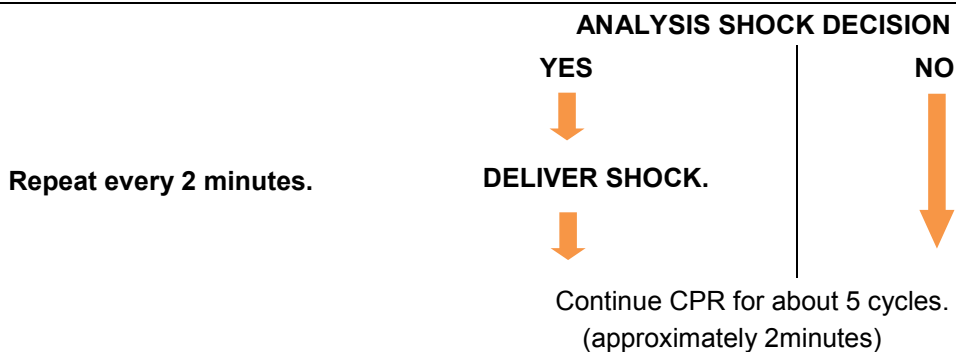 ANALYSIS SHOCK DECISION
YES NO
Repeat every 2 minutes. DELIVER SHOCK.
Continue CPR for about 5 cycles.
(approximately 2minutes)